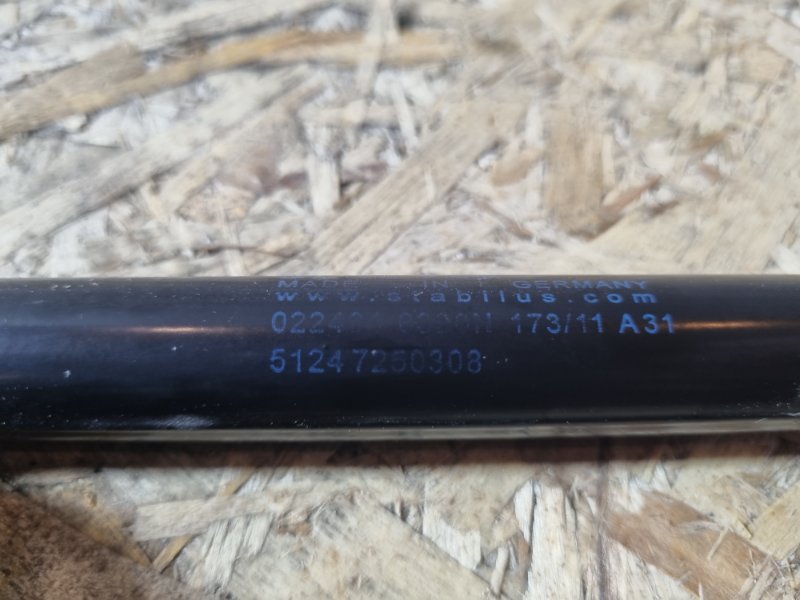 MADE IN GERMANY
www.stabilus.com
173/11 A31
51247250308